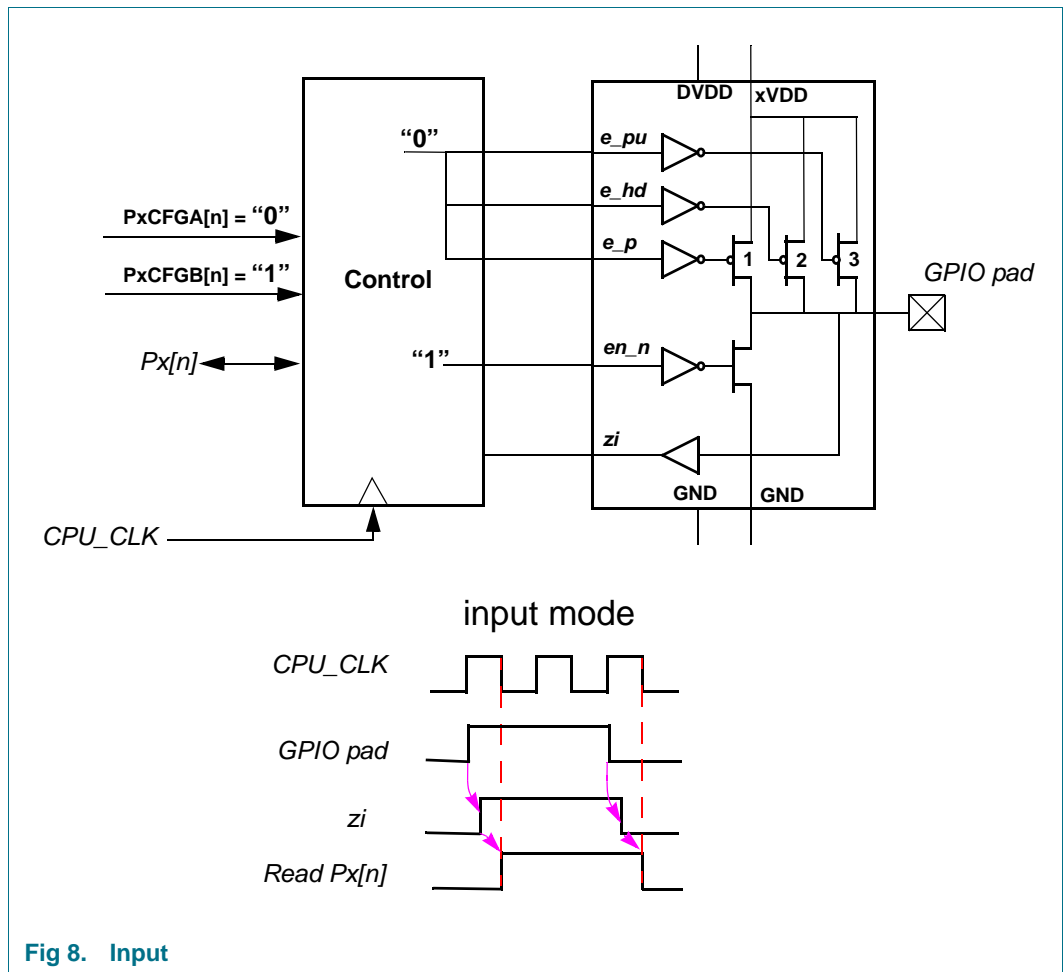 DVDD xVDD
“0”
e_pu
e_hd
PxCFGA[n] = “0”
e_p
1 2 3
PxCFGB[n] = “1”
Control
GPIO pad
Px[n]
“1”
en_n
zi
GND GND
CPU_CLK
input mode
CPU_CLK
GPIO pad
zi
Read Px[n]
Fig 8. Input